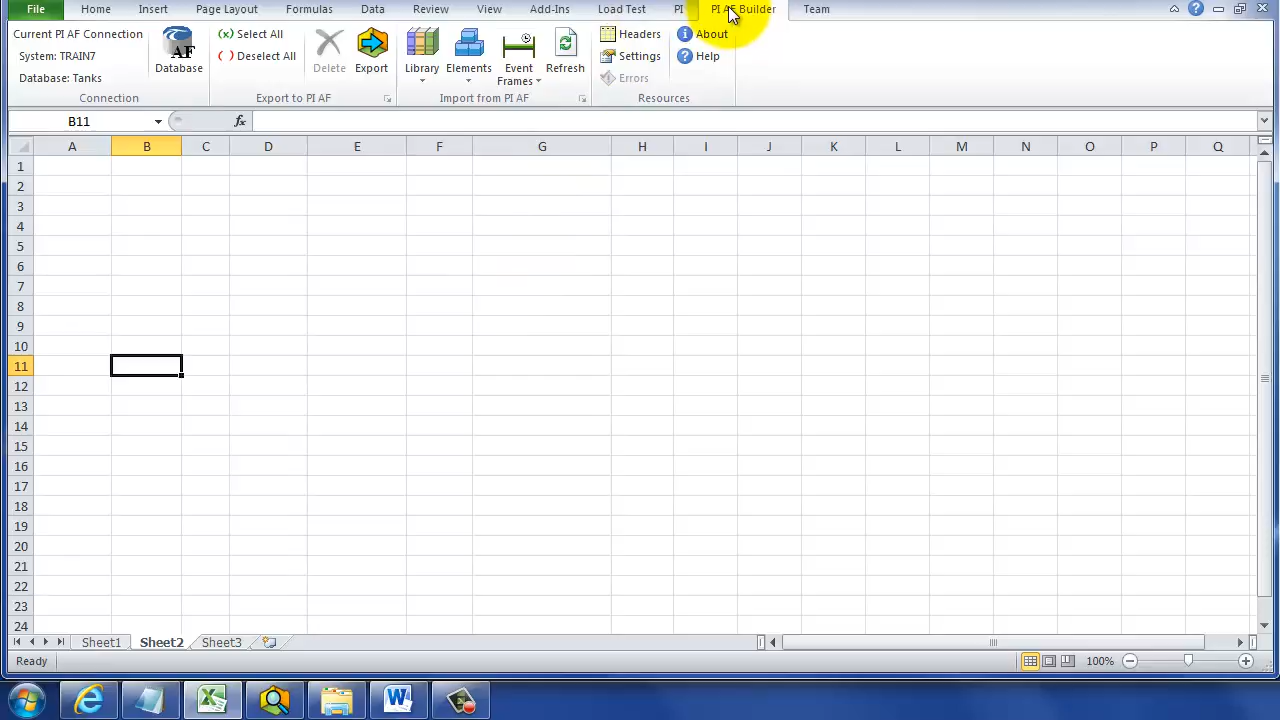 File Home Insert Page Layout Formulas Data Review View Add-Ins Load Test PI PI AF Builder Team
Current PI AF Connection
System: TRAIN7
Database: Tanks
Connection
AF
Database
(x) Select All
( ) Deselect All
Delete
Export
Export to PI AF
Library
Elements
Event
Frames
Refresh
Import from PI AF
Headers
Settings
Errors
About
Help
Resources
B11 fx
A B C D E F G H I J K L M N O P Q
1
2
3
4
5
6
7
8
9
10
11
12
13
14
15
16
17
18
19
20
21
22
23
24
Sheet1 Sheet2 Sheet3
Ready 100%